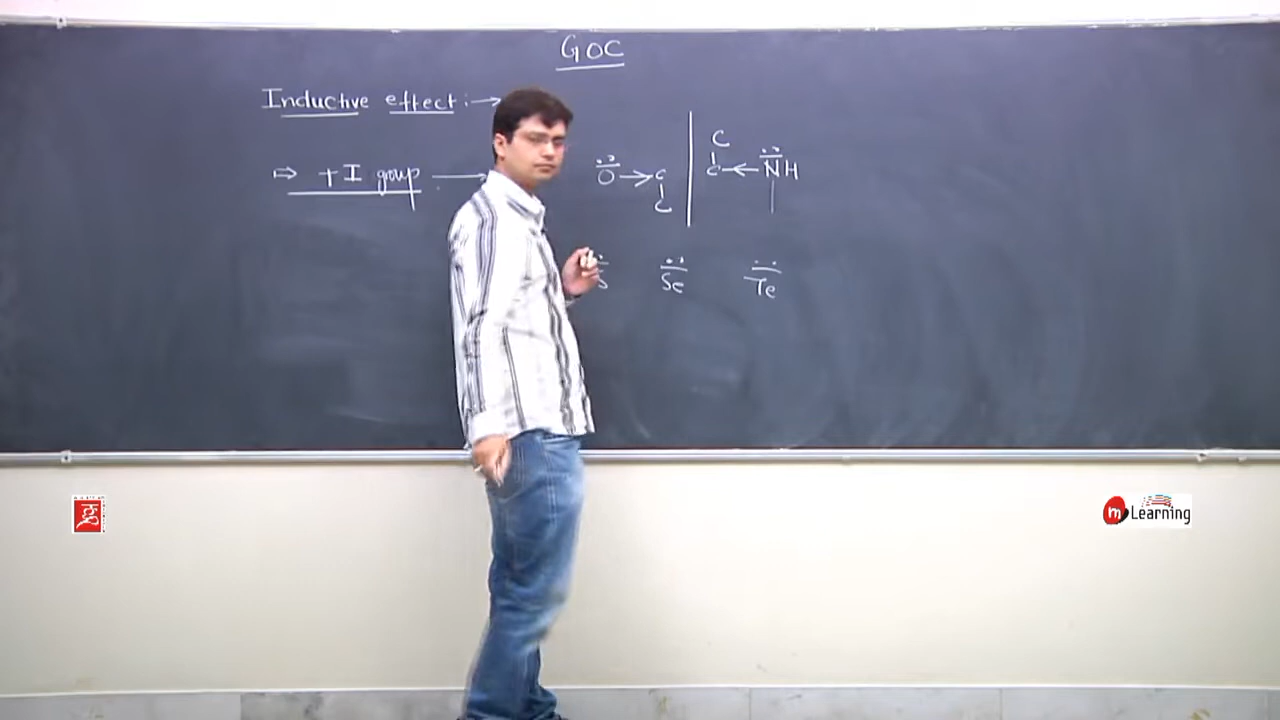 GOC
Inductive effect :→
⇒ +I group →
O → C
C
C
C ← NH
S Se Te
m Learning